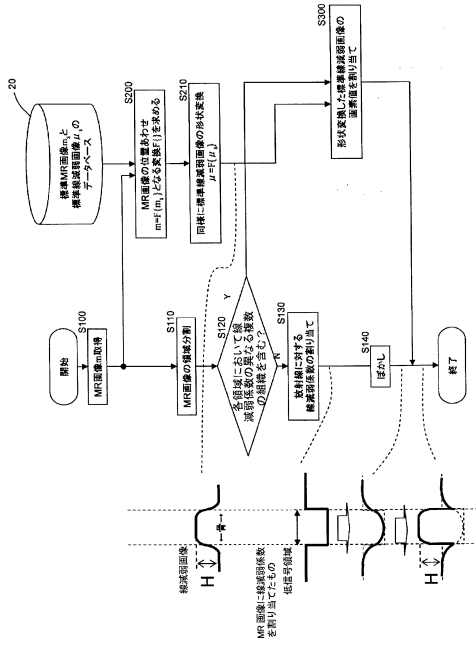 開始
S100
MR画像m取得
S110
MR画像の領域分割
S120
各領域において線
減弱係数の異なる複数
の組織を含む？
Y
N
S130
放射線に対する
線減弱係数の割り当て
S140
ぼかし
終了
20
標準MR画像msと
標準線減弱画像μsの
データベース
S200
MR画像の位置あわせ
m=F{ms}となる変換F{}を求める
S210
同様に標準線減弱画像の形状変換
μ=F{μs}
S300
形状変換した標準線減弱画像の
画素値を割り当て
線減弱画像
H
骨
MR画像に線減弱係数
を割り当てたもの
低信号領域
H